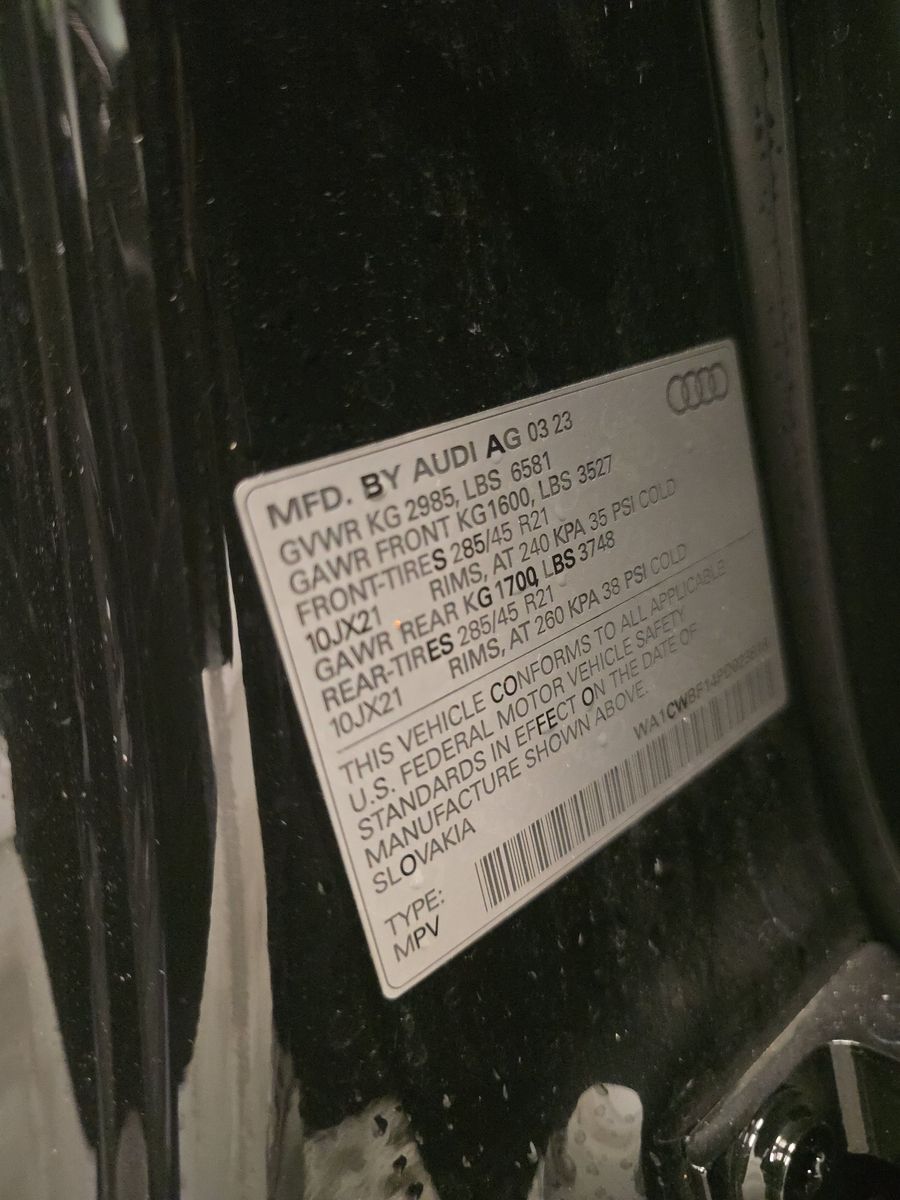 MFD. BY AUDI AG 03 23
GVWR KG 2985, LBS 6581
GAWR FRONT KG 1600, LBS 3527
FRONT-TIRES 285/45 R21
10JX21 RIMS, AT 240 KPA 35 PSI COLD
GAWR REAR KG 1700, LBS 3748
REAR-TIRES 285/45 R21
10JX21 RIMS, AT 260 KPA 38 PSI COLD
THIS VEHICLE CONFORMS TO ALL APPLICABLE
U.S. FEDERAL MOTOR VEHICLE SAFETY
STANDARDS IN EFFECT ON THE DATE OF
MANUFACTURE SHOWN ABOVE.
SLOVAKIA
TYPE:
MPV